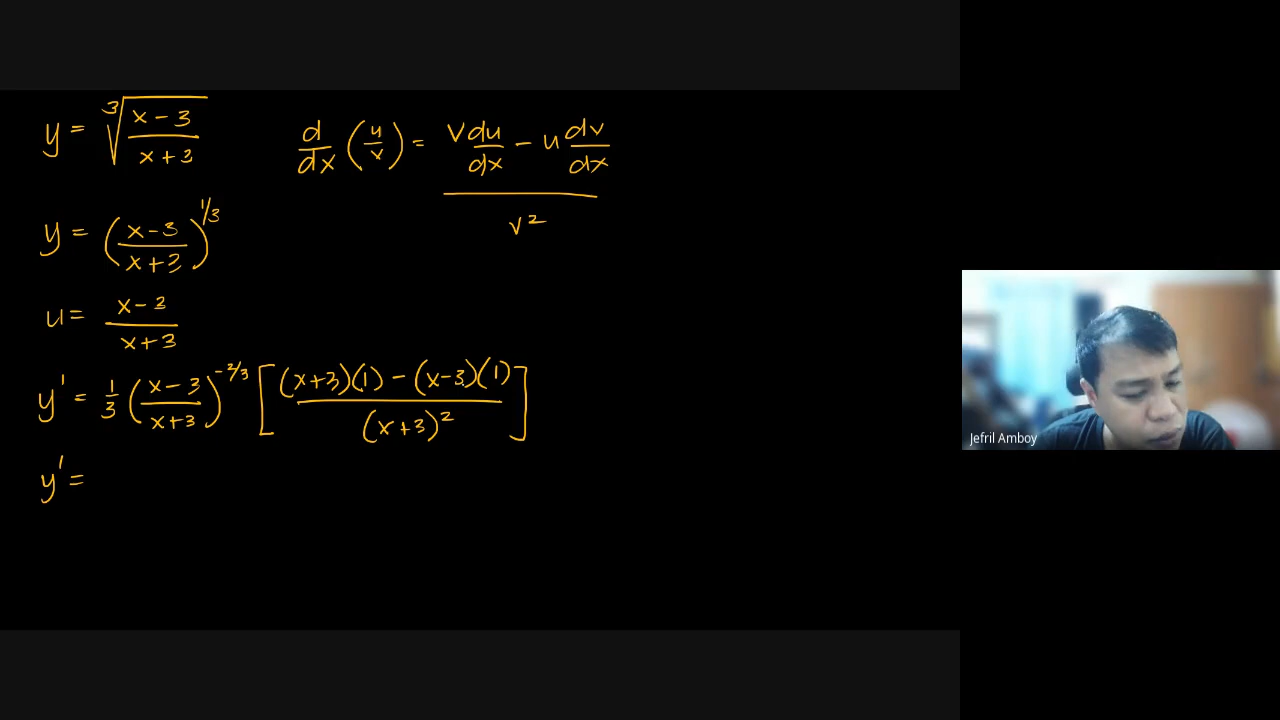 y = ∛((x-3)/(x+3))
d/dx (u/v) = (v du/dx - u dv/dx) / v²
y = ((x-3)/(x+3))^(1/3)
u = (x-3)/(x+3)
y' = 1/3 ((x-3)/(x+3))^(-2/3) [((x+3)(1) - (x-3)(1)) / (x+3)²]
y' =
Jefril Amboy